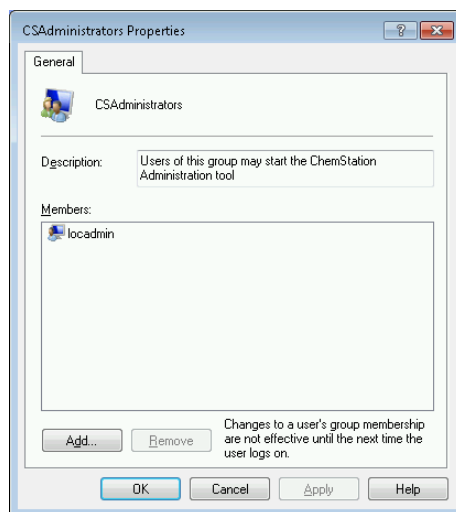 CSAdministrators Properties
?
General
CSAdministrators
Description:
Users of this group may start the ChemStation
Administration tool
Members:
locadmin
Add...
Remove
Changes to a user's group membership
are not effective until the next time the
user logs on.
OK
Cancel
Apply
Help